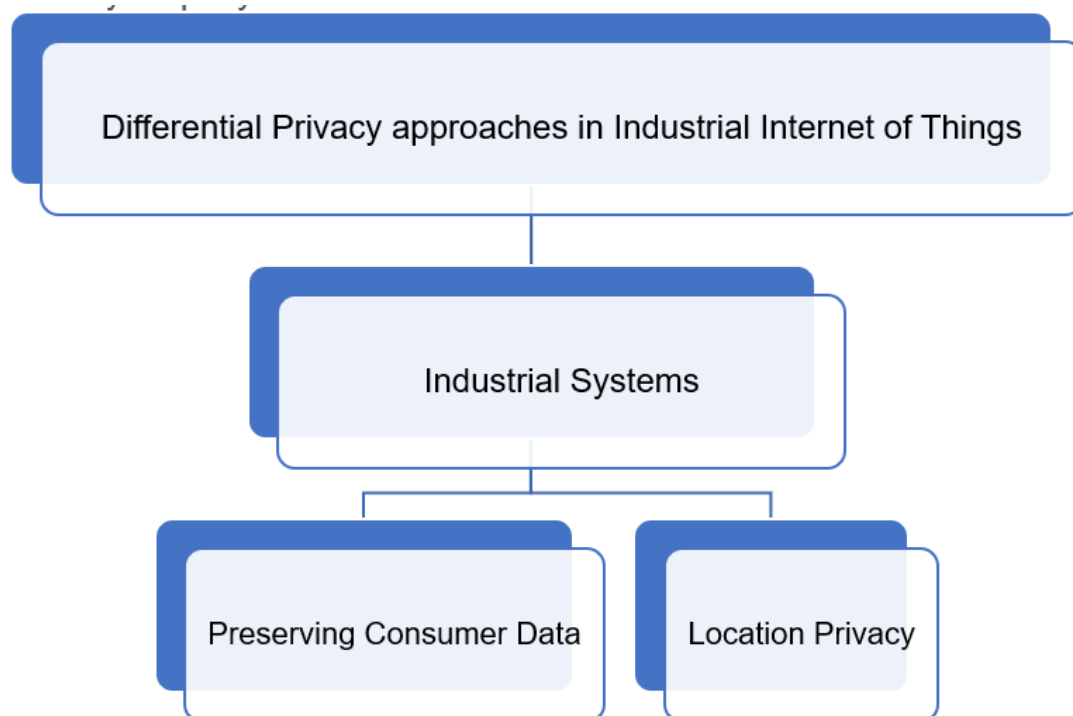 Differential Privacy approaches in Industrial Internet of Things
Industrial Systems
Preserving Consumer Data
Location Privacy